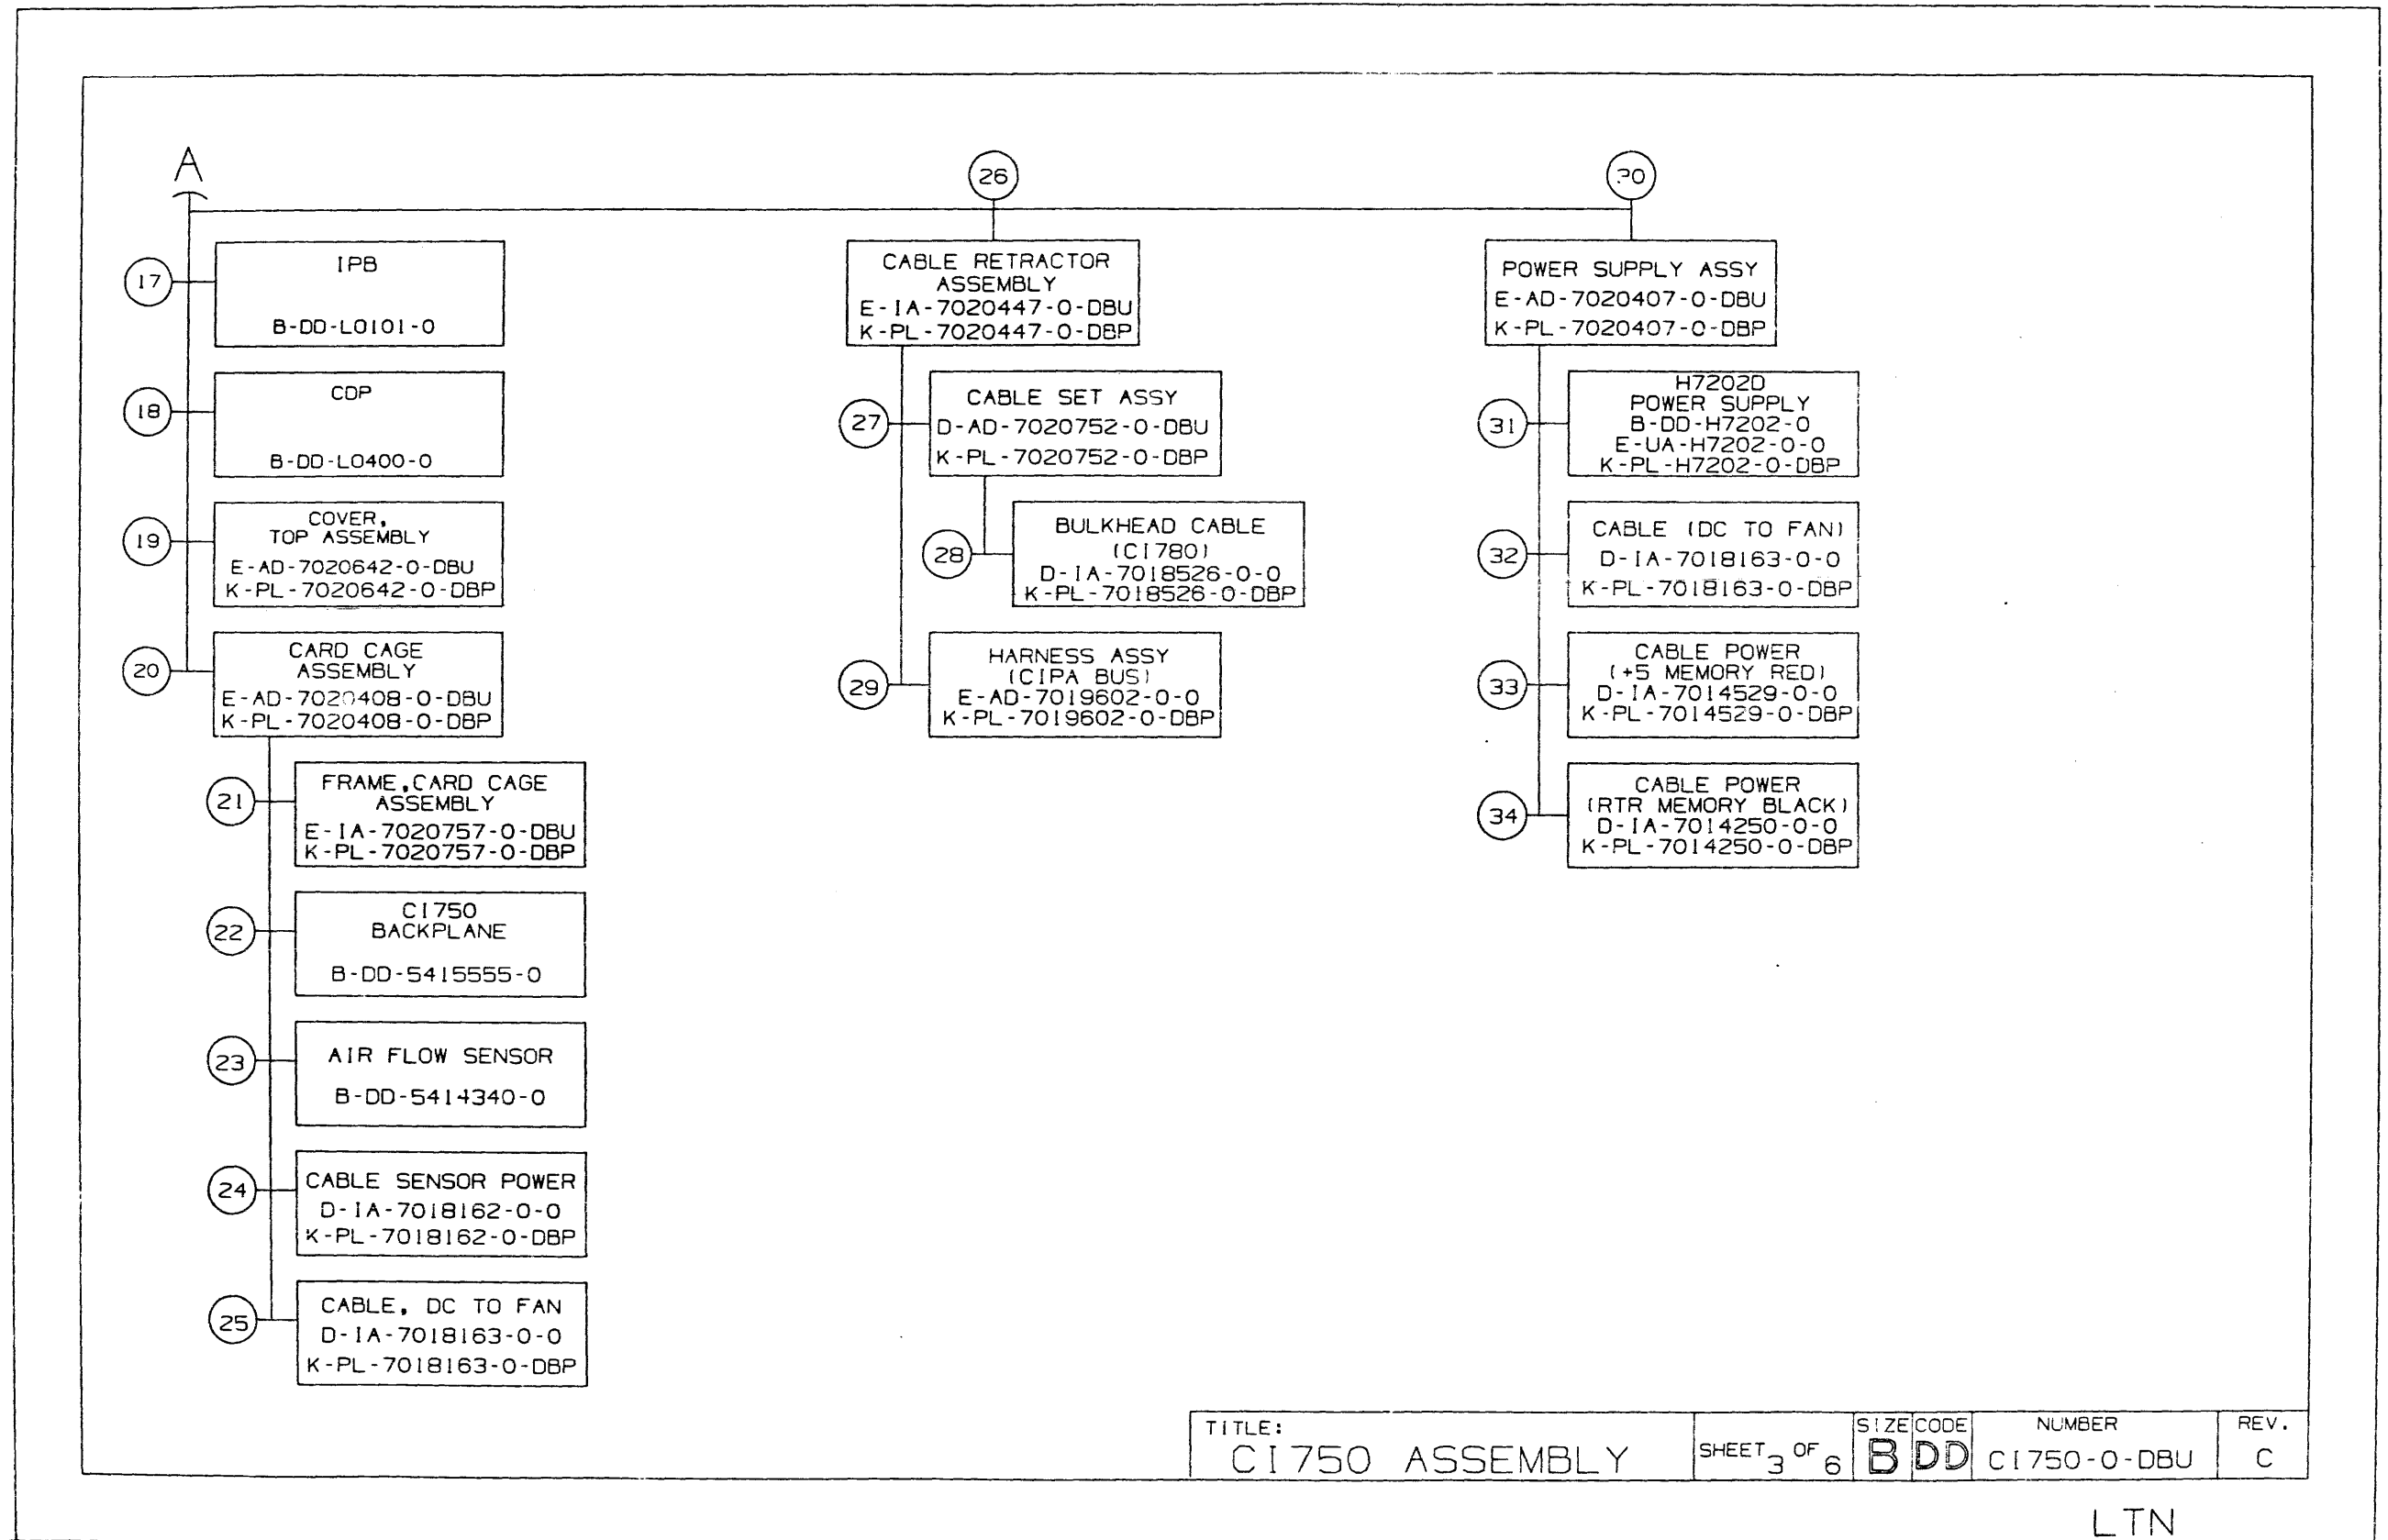 A
17
IPB
B-DD-L0101-0
18
CDP
B-DD-L0400-0
19
COVER,
TOP ASSEMBLY
E-AD-7020642-0-DBU
K-PL-7020642-0-DBP
20
CARD CAGE
ASSEMBLY
E-AD-7020408-0-DBU
K-PL-7020408-0-DBP
21
FRAME,CARD CAGE
ASSEMBLY
E-IA-7020757-0-DBU
K-PL-7020757-0-DBP
22
CI750
BACKPLANE
B-DD-5415555-0
23
AIR FLOW SENSOR
B-DD-5414340-0
24
CABLE SENSOR POWER
D-IA-7018162-0-0
K-PL-7018162-0-DBP
25
CABLE, DC TO FAN
D-IA-7018163-0-0
K-PL-7018163-0-DBP
26
CABLE RETRACTOR
ASSEMBLY
E-IA-7020447-0-DBU
K-PL-7020447-0-DBP
27
CABLE SET ASSY
D-AD-7020752-0-DBU
K-PL-7020752-0-DBP
28
BULKHEAD CABLE
(CI780)
D-IA-7018526-0-0
K-PL-7018526-0-DBP
29
HARNESS ASSY
(CIPA BUS)
E-AD-7019602-0-0
K-PL-7019602-0-DBP
30
POWER SUPPLY ASSY
E-AD-7020407-0-DBU
K-PL-7020407-0-DBP
31
H7202D
POWER SUPPLY
B-DD-H7202-0
E-UA-H7202-0-0
K-PL-H7202-0-DBP
32
CABLE (DC TO FAN)
D-IA-7018163-0-0
K-PL-7018163-0-DBP
33
CABLE POWER
(+5 MEMORY RED)
D-IA-7014529-0-0
K-PL-7014529-0-DBP
34
CABLE POWER
(RTR MEMORY BLACK)
D-IA-7014250-0-0
K-PL-7014250-0-DBP
TITLE:
CI750 ASSEMBLY
SHEET 3 OF 6
SIZE
B
CODE
DD
NUMBER
CI750-0-DBU
REV.
C
LTN